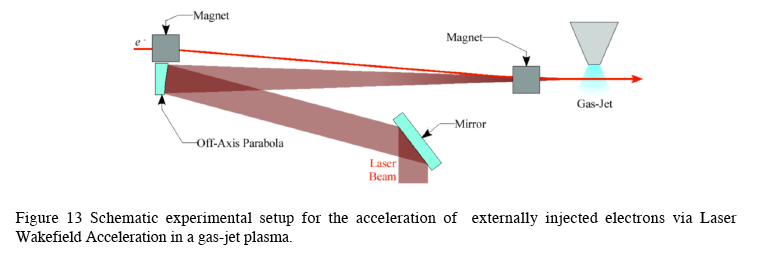 Magnet
e-
Magnet
Gas-Jet
Mirror
Off-Axis Parabola
Laser
Beam
Figure 13 Schematic experimental setup for the acceleration of externally injected electrons via Laser
Wakefield Acceleration in a gas-jet plasma.